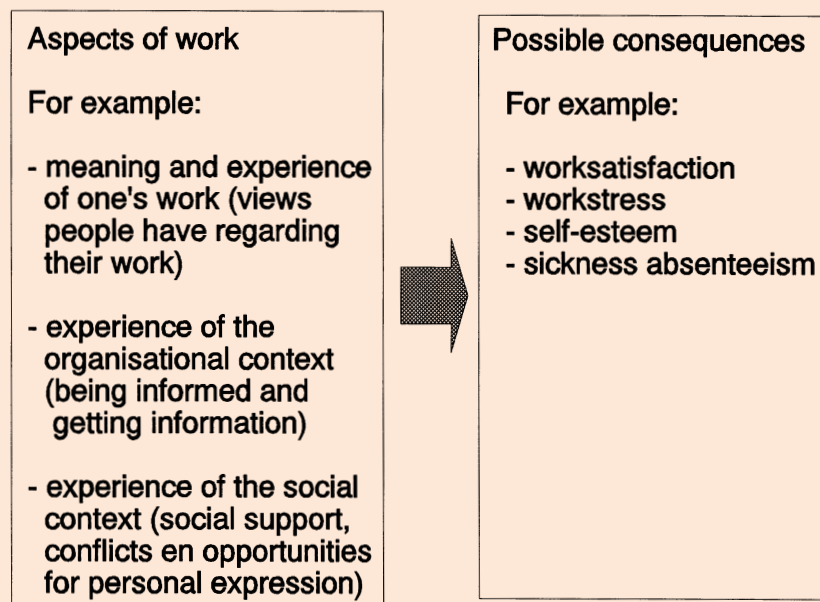 Aspects of work
For example:
- meaning and experience
of one's work (views
people have regarding
their work)
- experience of the
organisational context
(being informed and
getting information)
- experience of the social
context (social support,
conflicts en opportunities
for personal expression)
Possible consequences
For example:
- worksatisfaction
- workstress
- self-esteem
- sickness absenteeism